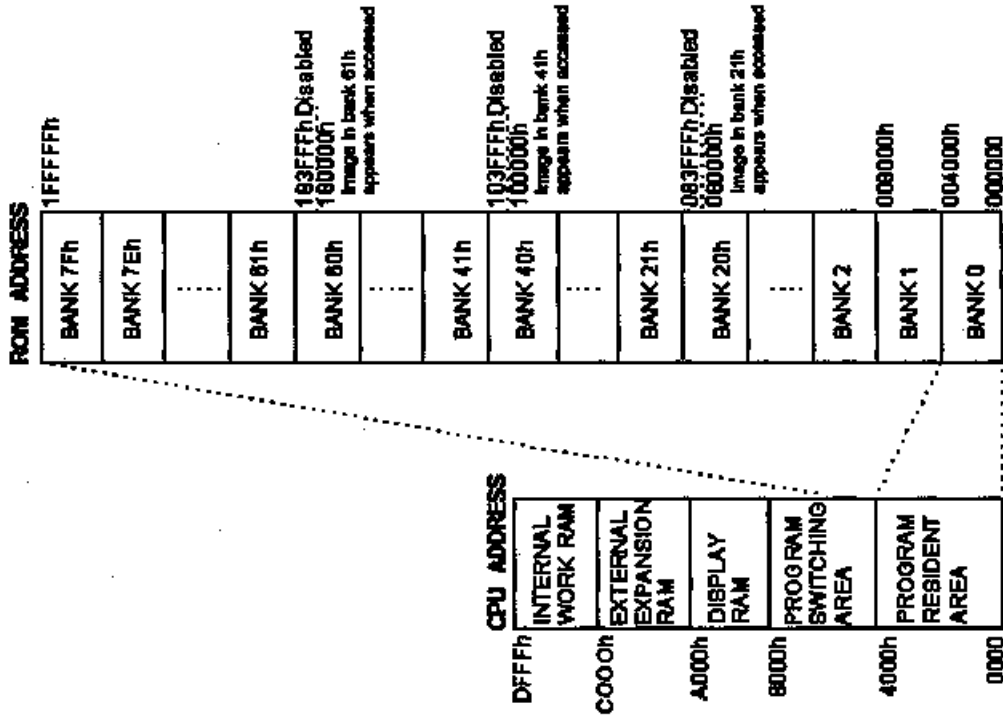 ROM ADDRESS
BANK 7Fh
1FFFFFh
BANK 7Eh
BANK 61h
BANK 60h
183FFFh Disabled
180000h
Image in bank 61h
appears when accessed
BANK 41h
BANK 40h
103FFFh Disabled
100000h
Image in bank 41h
appears when accessed
BANK 21h
BANK 20h
083FFFh Disabled
080000h
Image in bank 21h
appears when accessed
BANK 2
BANK 1
008000h
BANK 0
004000h
000000
CPU ADDRESS
DFFFh
INTERNAL
WORK RAM
C000h
EXTERNAL
EXPANSION
RAM
A000h
DISPLAY
RAM
8000h
PROGRAM
SWITCHING
AREA
4000h
PROGRAM
RESIDENT
AREA
0000